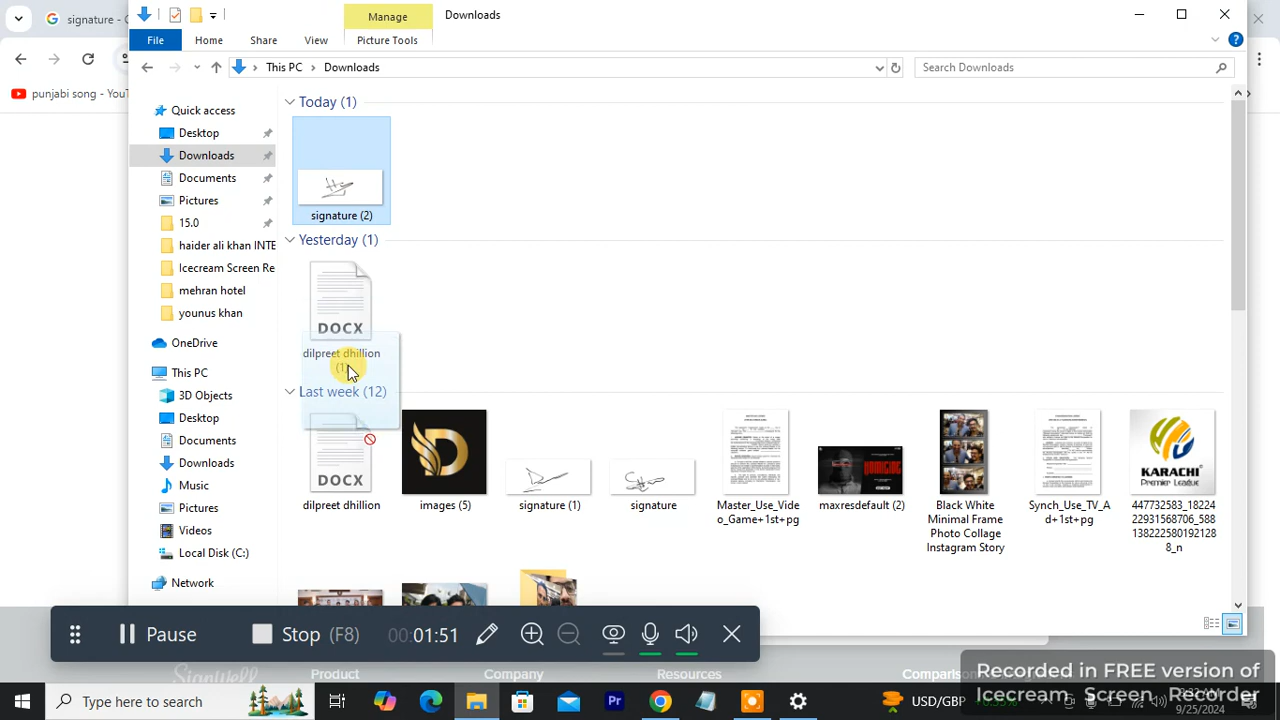 signature - G
Manage
Downloads
File
Home
Share
View
Picture Tools
This PC
Downloads
Search Downloads
punjabi song - YouT
Quick access
Desktop
Downloads
Documents
Pictures
15.0
haider ali khan INTE
Icecream Screen Re
mehran hotel
younus khan
OneDrive
This PC
3D Objects
Desktop
Documents
Downloads
Music
Pictures
Videos
Local Disk (C:)
Network
Today (1)
signature (2)
Yesterday (1)
DOCX
dilpreet dhillion
(1)
Last week (12)
DOCX
dilpreet dhillion
images (5)
signature (1)
signature
Master_Use_Vide
o_Game+1st+pg
maxresdefault (2)
Black White
Minimal Frame
Photo Collage
Instagram Story
Synch_Use_TV_A
d+1st+pg
KARACHI
PREMIER LEAGUE
447732583_18224
422931568706_588
138222580192128
8_n
Pause
Stop (F8)
00:01:51
SignWell
Product
Company
Resources
Comparison
Recorded in FREE version of
Icecream Screen Recorder
Type here to search
Pr
USD/GBP
9/25/2024